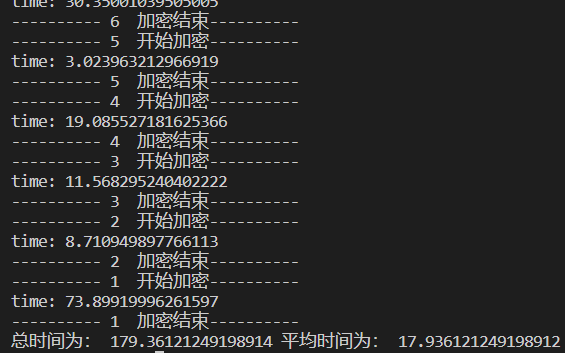 time: 30.35001039505005
---------- 6  加密结束----------
---------- 5  开始加密----------
time: 3.023963212966919
---------- 5  加密结束----------
---------- 4  开始加密----------
time: 19.085527181625366
---------- 4  加密结束----------
---------- 3  开始加密----------
time: 11.568295240402222
---------- 3  加密结束----------
---------- 2  开始加密----------
time: 8.710949897766113
---------- 2  加密结束----------
---------- 1  开始加密----------
time: 73.89919996261597
---------- 1  加密结束----------
总时间为： 179.36121249198914 平均时间为： 17.936121249198912